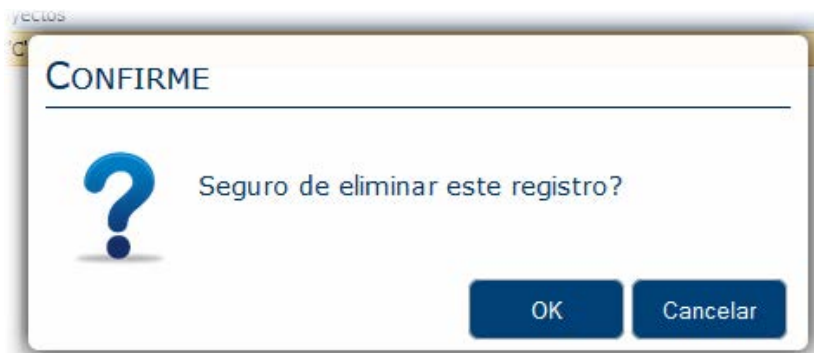 yectos
'C'
CONFIRME
Seguro de eliminar este registro?
OK Cancelar